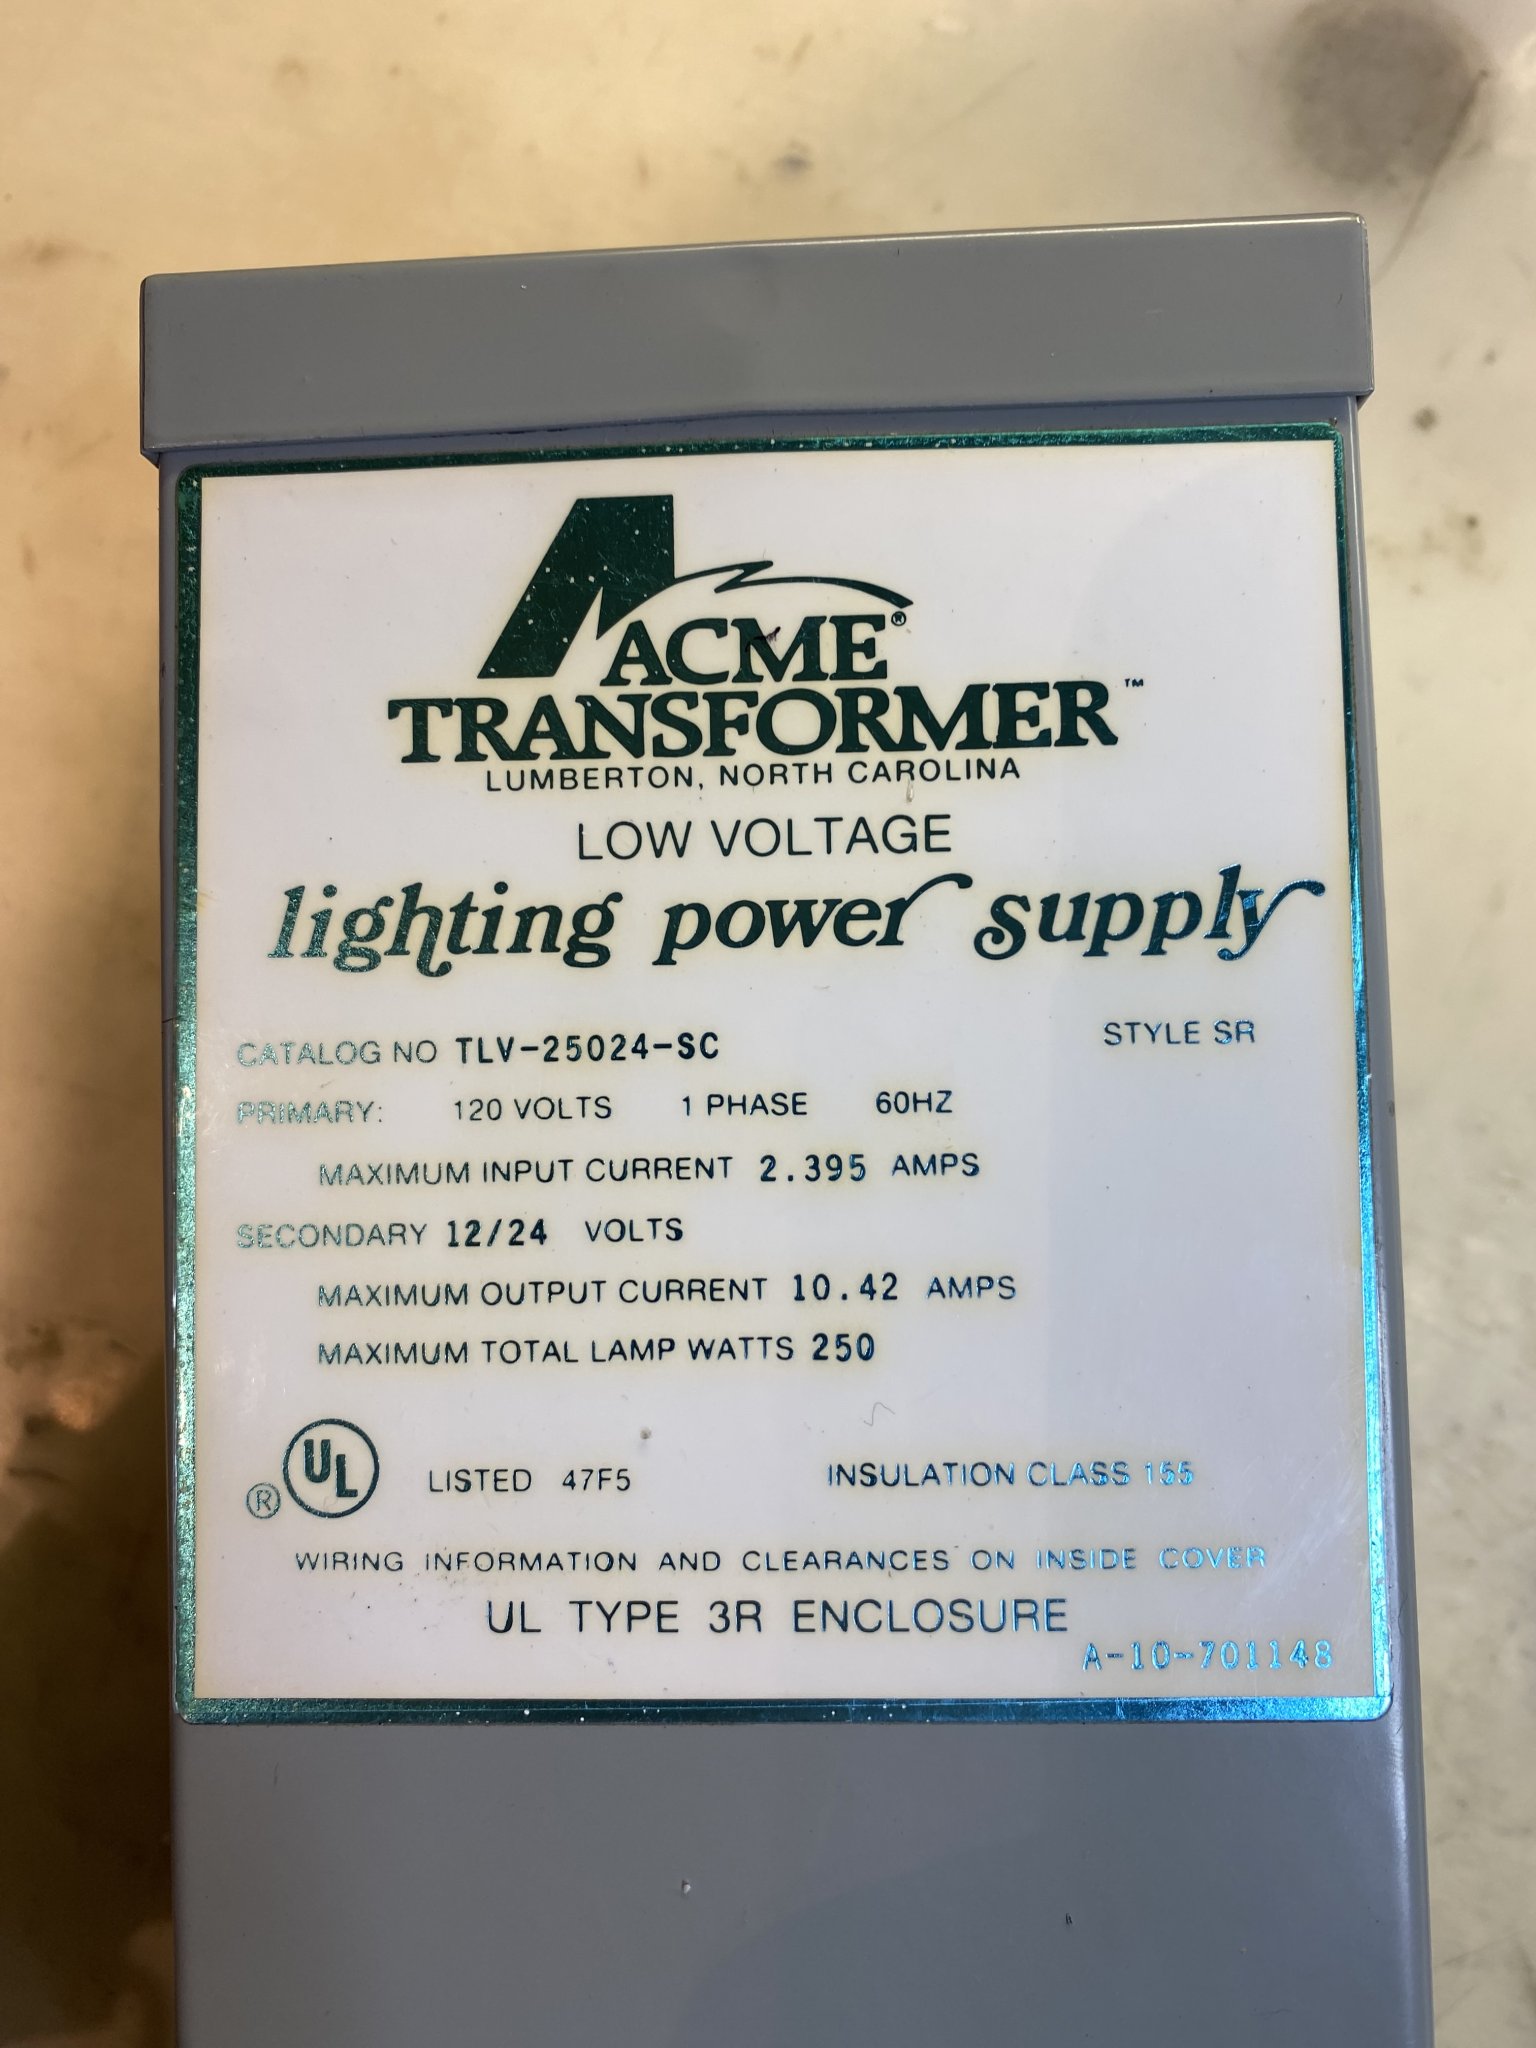 ACME®
TRANSFORMER™
LUMBERTON, NORTH CAROLINA
LOW VOLTAGE
lighting power supply
CATALOG NO TLV-25024-SC STYLE SR
PRIMARY: 120 VOLTS 1 PHASE 60HZ
MAXIMUM INPUT CURRENT 2.395 AMPS
SECONDARY 12/24 VOLTS
MAXIMUM OUTPUT CURRENT 10.42 AMPS
MAXIMUM TOTAL LAMP WATTS 250
® UL LISTED 47F5 INSULATION CLASS 155
WIRING INFORMATION AND CLEARANCES ON INSIDE COVER
UL TYPE 3R ENCLOSURE
A-10-701148